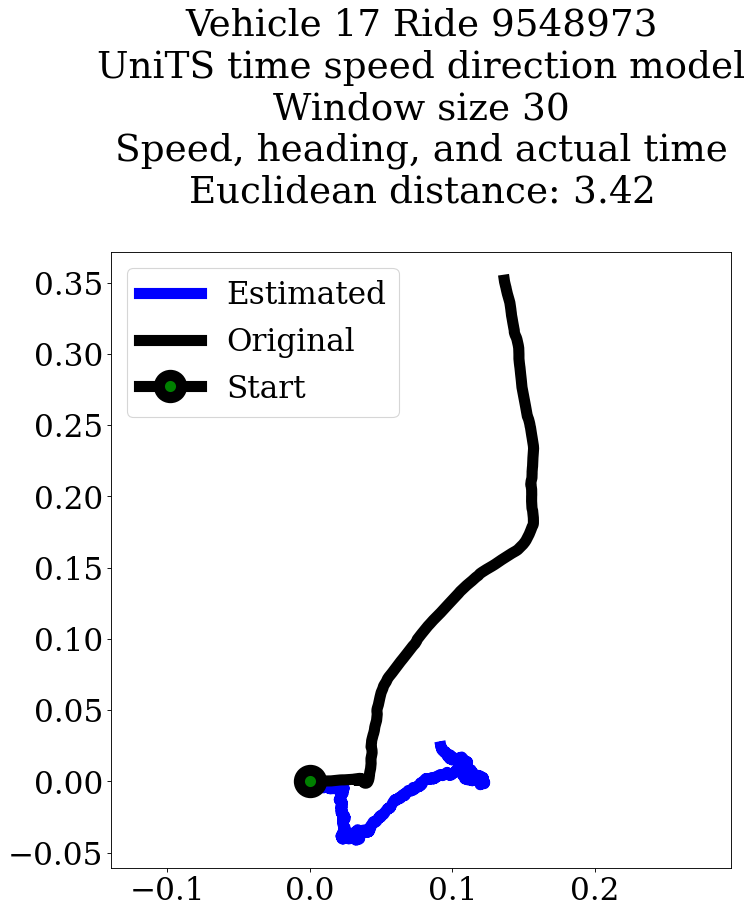 Vehicle 17 Ride 9548973
UniTS time speed direction model
Window size 30
Speed, heading, and actual time
Euclidean distance: 3.42
Estimated
Original
Start
0.35
0.30
0.25
0.20
0.15
0.10
0.05
0.00
−0.05
−0.1
0.0
0.1
0.2